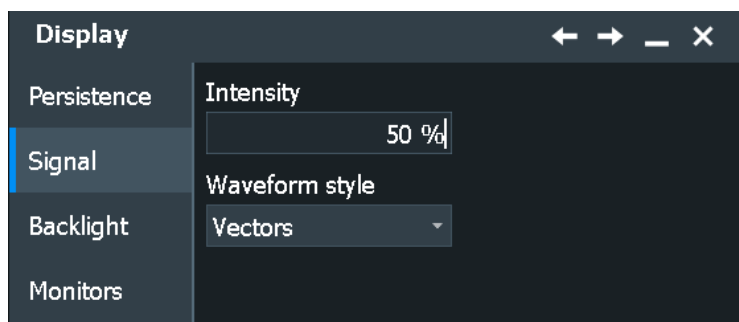 Display
Persistence
Signal
Backlight
Monitors
Intensity
50 %
Waveform style
Vectors